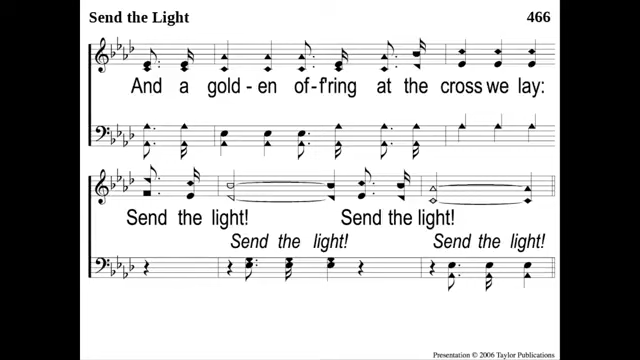 Send the Light 466
And a gold - en of - f'ring at the cross we lay:
Send the light! Send the light!
Send the light! Send the light!
Presentation © 2006 Taylor Publications